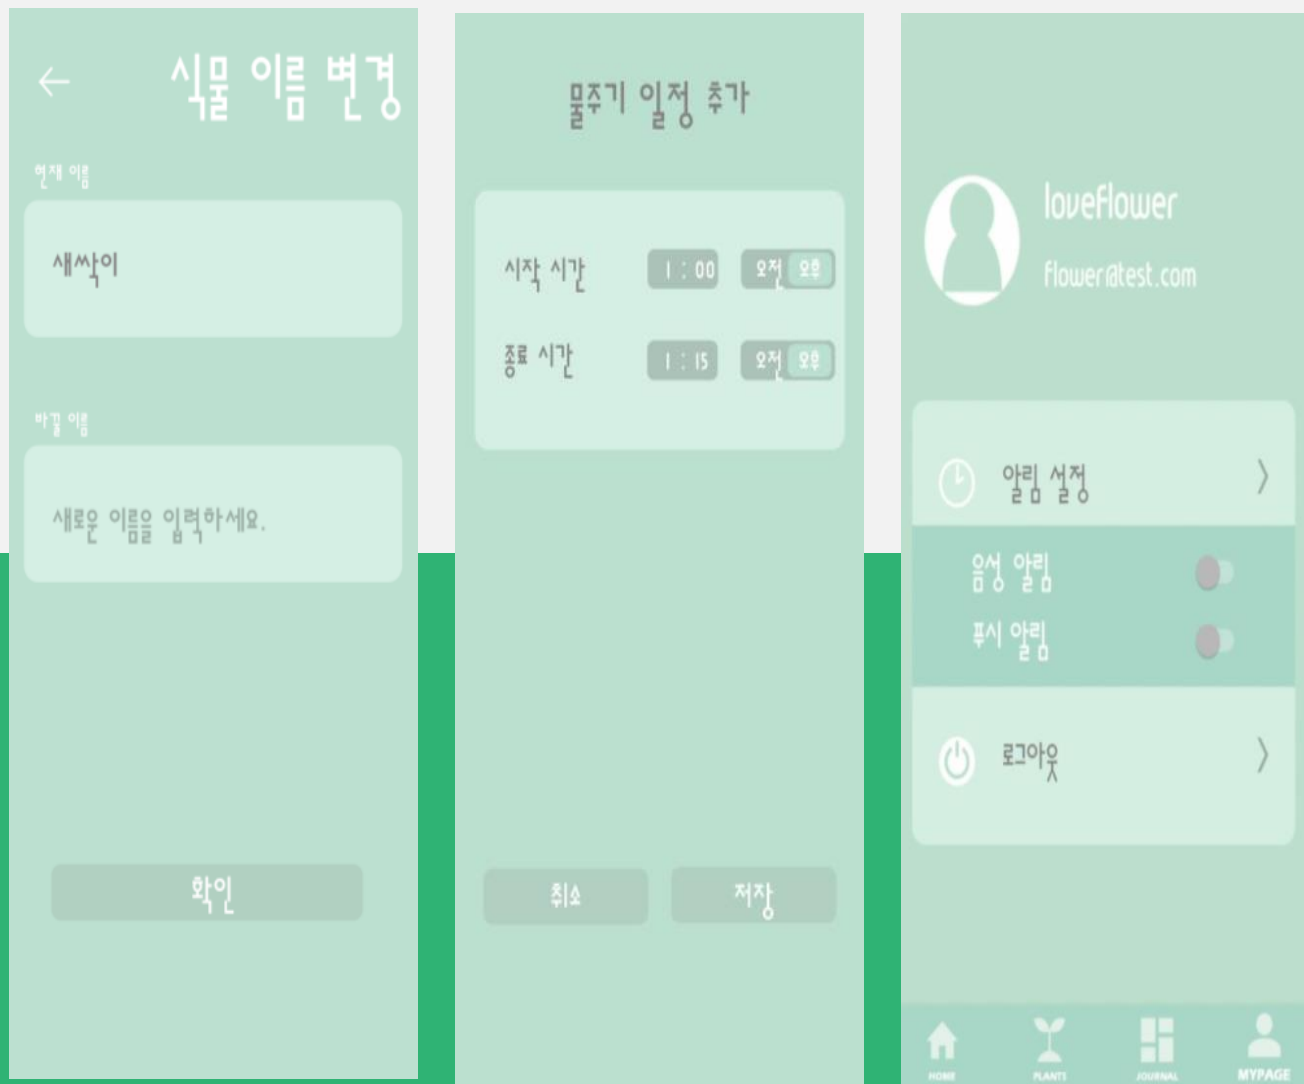 식물 이름 변경
현재 이름
새싹이
바꿀 이름
새로운 이름을 입력하세요.
확인
물주기 일정 추가
시작 시간 1 : 00 오전 오후
종료 시간 1 : 15 오전 오후
취소 저장
loveflower
flower@test.com
알림 설정
음성 알림
푸시 알림
로그아웃
HOME PLANTS JOURNAL MYPAGE